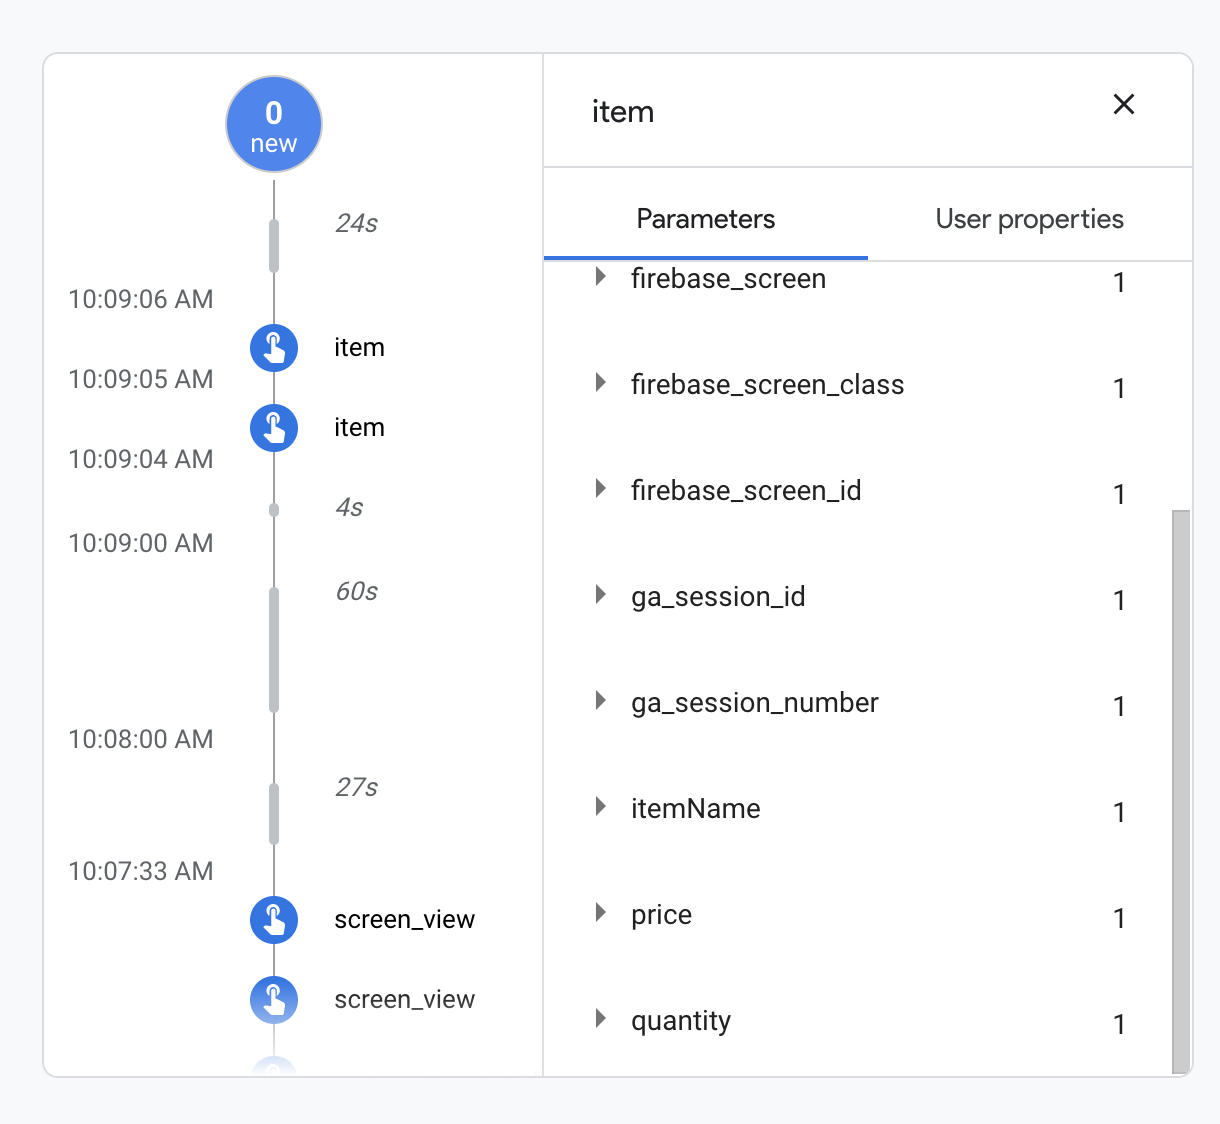 0
new
24s
10:09:06 AM
item
10:09:05 AM
item
10:09:04 AM
4s
10:09:00 AM
60s
10:08:00 AM
27s
10:07:33 AM
screen_view
screen_view
item
Parameters User properties
firebase_screen 1
firebase_screen_class 1
firebase_screen_id 1
ga_session_id 1
ga_session_number 1
itemName 1
price 1
quantity 1